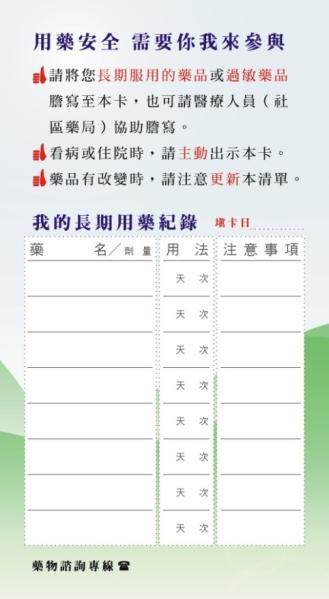 用藥安全 需要你我來參與
請將您長期服用的藥品或過敏藥品
謄寫至本卡，也可請醫療人員（社
區藥局）協助謄寫。
看病或住院時，請主動出示本卡。
藥品有改變時，請注意更新本清單。
我的長期用藥紀錄 填卡日
藥 名／劑 量 用 法 注意事項
天 次
天 次
天 次
天 次
天 次
天 次
天 次
天 次
藥物諮詢專線☎